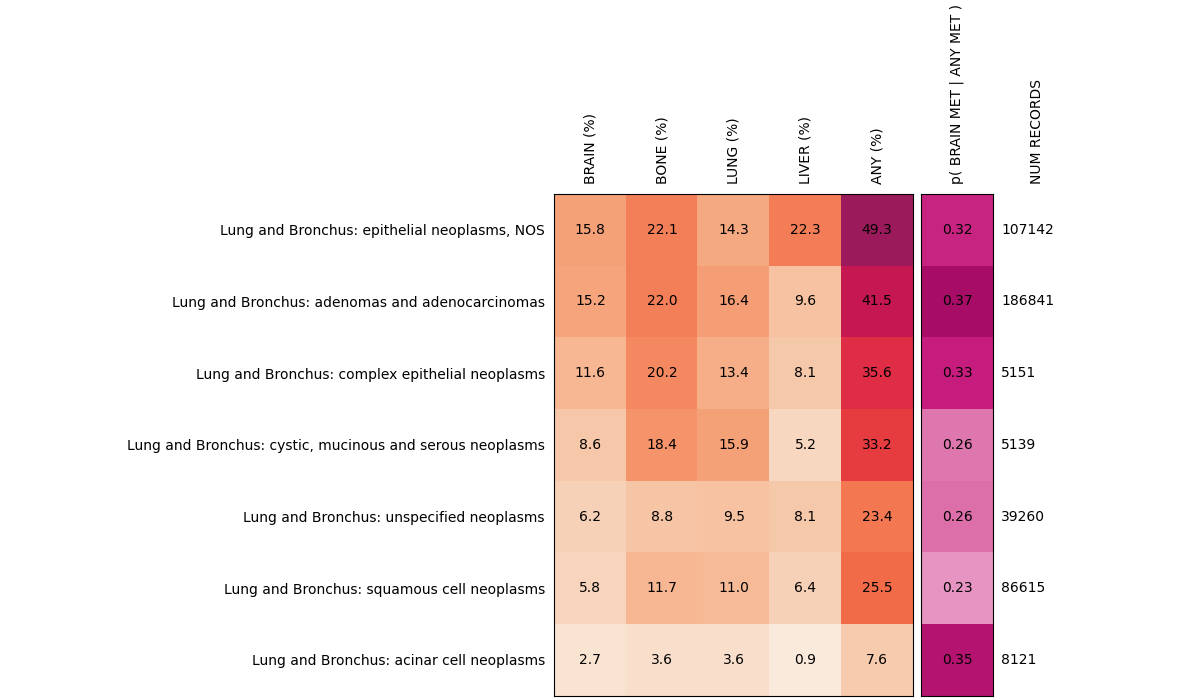 BRAIN (%) BONE (%) LUNG (%) LIVER (%) ANY (%) p( BRAIN MET | ANY MET ) NUM RECORDS
Lung and Bronchus: epithelial neoplasms, NOS 15.8 22.1 14.3 22.3 49.3 0.32 107142
Lung and Bronchus: adenomas and adenocarcinomas 15.2 22.0 16.4 9.6 41.5 0.37 186841
Lung and Bronchus: complex epithelial neoplasms 11.6 20.2 13.4 8.1 35.6 0.33 5151
Lung and Bronchus: cystic, mucinous and serous neoplasms 8.6 18.4 15.9 5.2 33.2 0.26 5139
Lung and Bronchus: unspecified neoplasms 6.2 8.8 9.5 8.1 23.4 0.26 39260
Lung and Bronchus: squamous cell neoplasms 5.8 11.7 11.0 6.4 25.5 0.23 86615
Lung and Bronchus: acinar cell neoplasms 2.7 3.6 3.6 0.9 7.6 0.35 8121